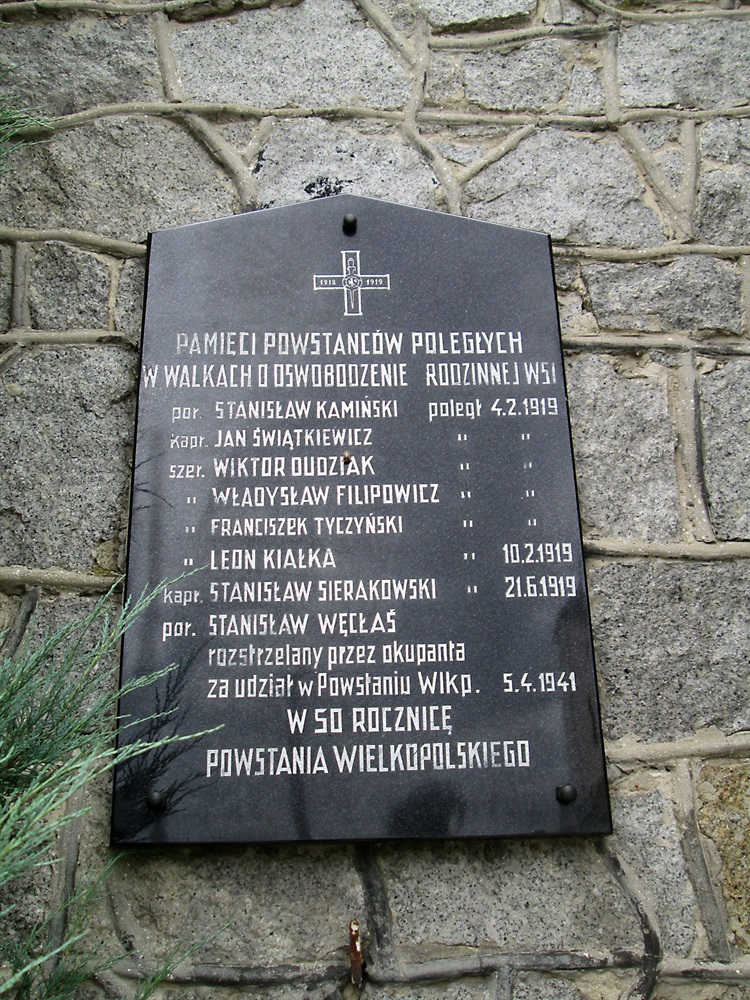 1918 1919
PAMIĘCI POWSTANCÓW POLEGŁYCH
W WALKACH O OSWOBODZENIE RODZINNEJ WSI
por. STANISŁAW KAMIŃSKI poległ 4.2.1919
kapr. JAN ŚWIĄTKIEWICZ " "
szer. WIKTOR DUDZIAK " "
" WŁADYSŁAW FILIPOWICZ " "
" FRANCISZEK TYCZYŃSKI " "
" LEON KIAŁKA " 10.2.1919
kapr. STANISŁAW SIERAKOWSKI " 21.6.1919
por. STANISŁAW WĘCŁAŚ
rozstrzelany przez okupanta
za udział w Powstaniu Wlkp. 5.4.1941
W 50 ROCZNICĘ
POWSTANIA WIELKOPOLSKIEGO